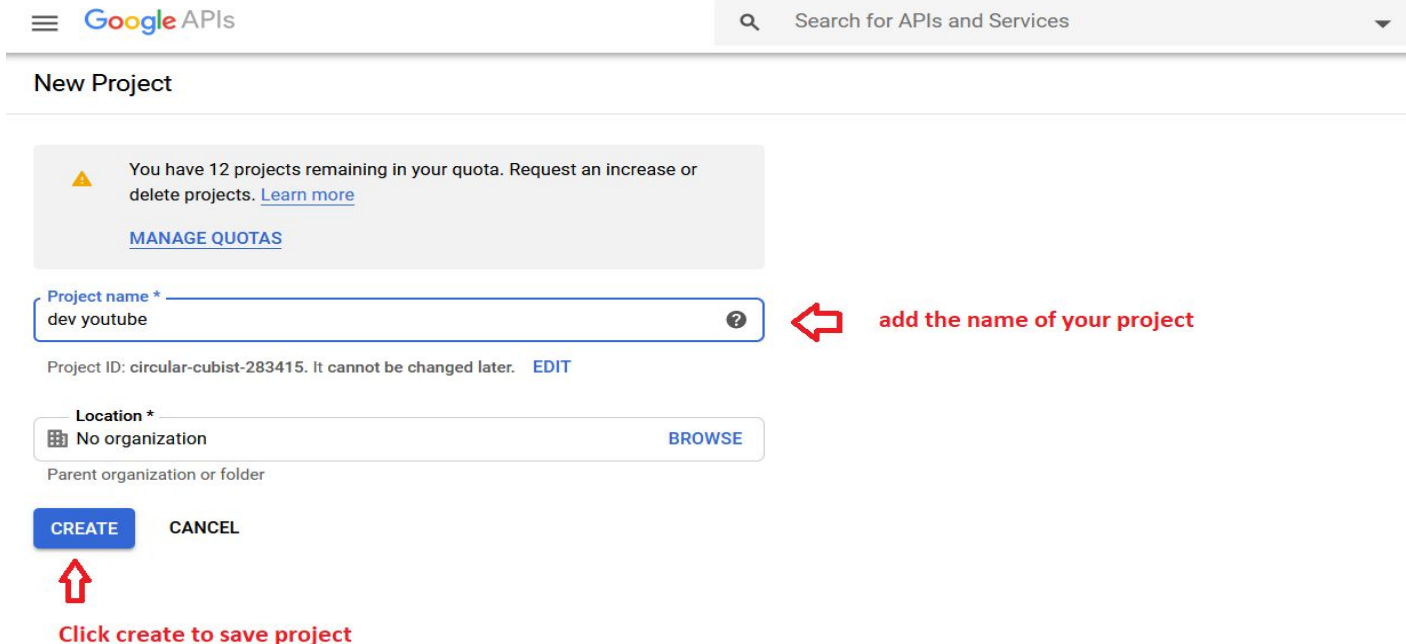 Google APIs
Search for APIs and Services
New Project
You have 12 projects remaining in your quota. Request an increase or
delete projects. Learn more
MANAGE QUOTAS
Project name *
dev youtube
add the name of your project
Project ID: circular-cubist-283415. It cannot be changed later. EDIT
Location *
No organization
BROWSE
Parent organization or folder
CREATE
CANCEL
Click create to save project